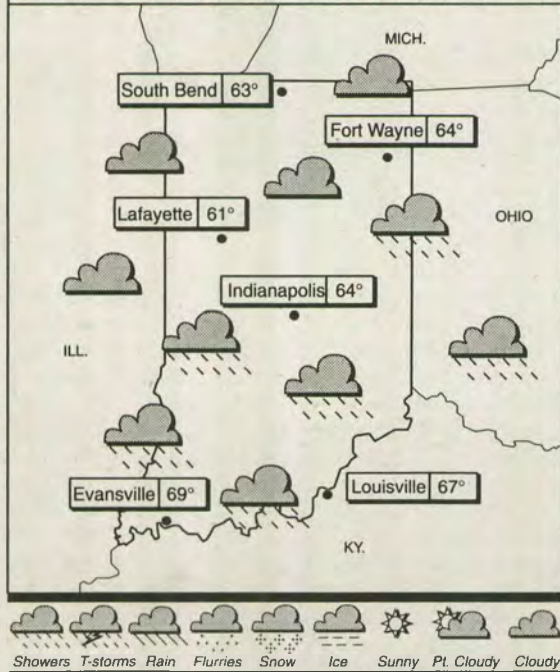 MICH.
South Bend 63°
Fort Wayne 64°
Lafayette 61°
OHIO
Indianapolis 64°
ILL.
Evansville 69°
Louisville 67°
KY.
Showers T-storms Rain Flurries Snow Ice Sunny Pt. Cloudy Cloudy